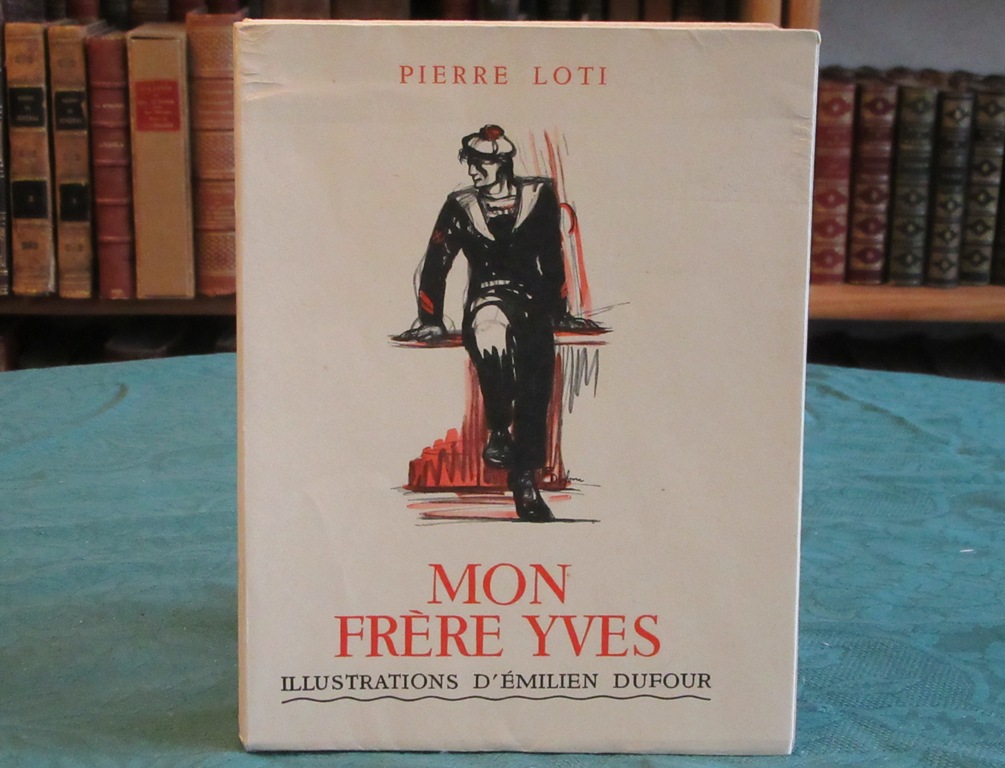 PIERRE LOTI
MON
FRÈRE YVES
ILLUSTRATIONS D'ÉMILIEN DUFOUR